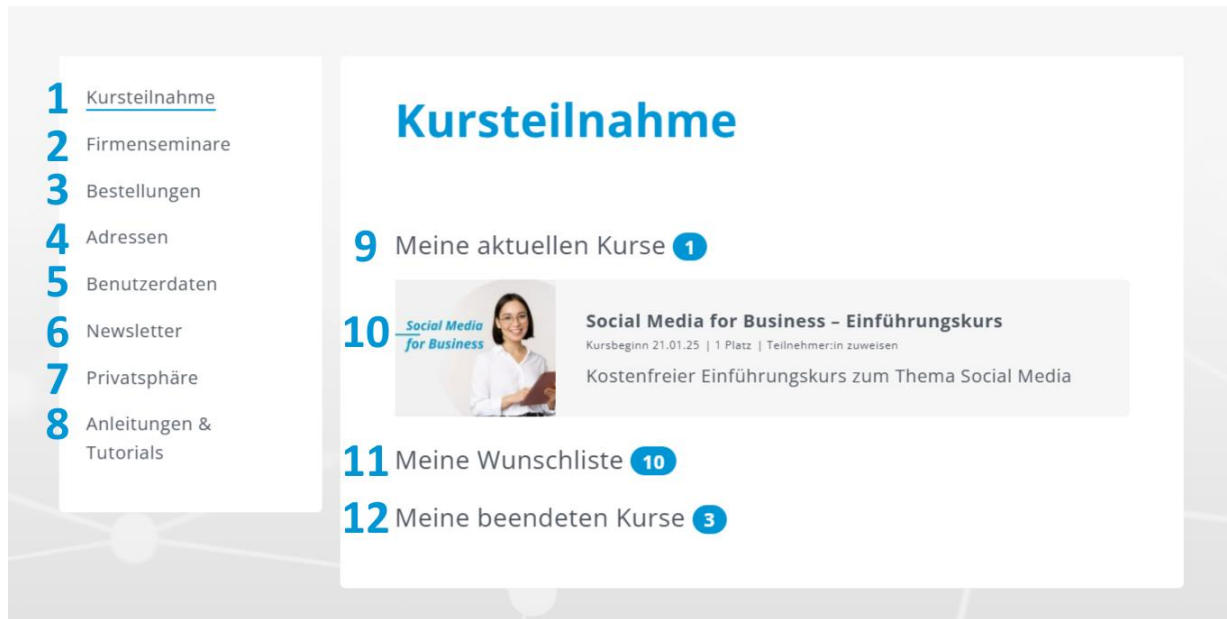 1 Kursteilnahme
2 Firmenseminare
3 Bestellungen
4 Adressen
5 Benutzerdaten
6 Newsletter
7 Privatsphäre
8 Anleitungen &
Tutorials
Kursteilnahme
9 Meine aktuellen Kurse 1
10
Social Media
for Business
Social Media for Business – Einführungskurs
Kursbeginn 21.01.25 | 1 Platz | Teilnehmer:in zuweisen
Kostenfreier Einführungskurs zum Thema Social Media
11 Meine Wunschliste 10
12 Meine beendeten Kurse 3